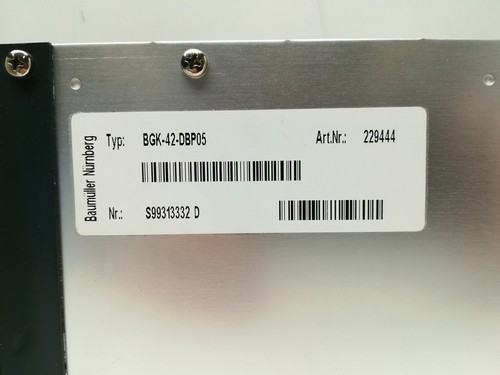 Baumüller Nürnberg
Typ: BGK-42-DBP05 Art.Nr.: 229444
Nr.: S99313332 D